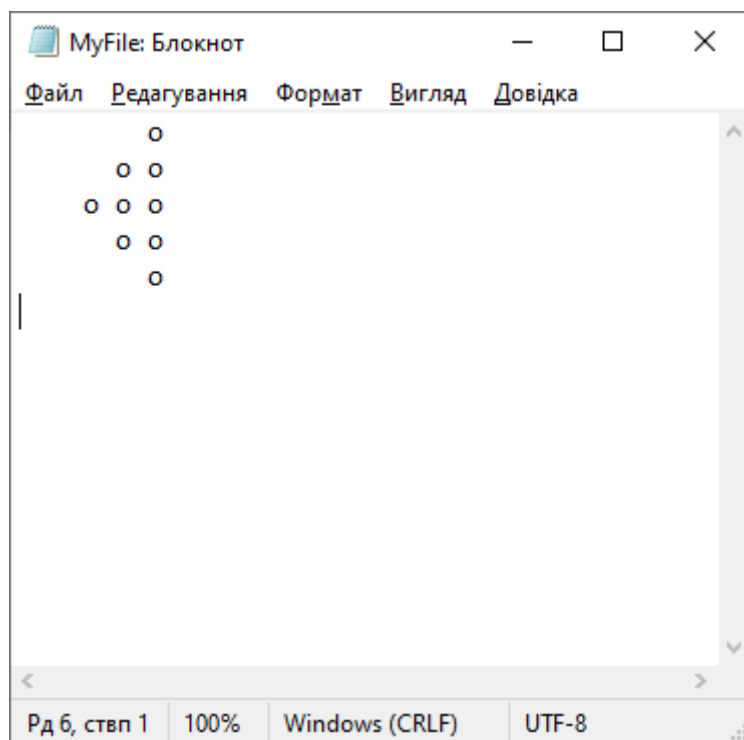 MyFile: Блокнот
Файл Редагування Формат Вигляд Довідка
        o
      o o
    o o o
      o o
        o
Рд 6, ствп 1 100% Windows (CRLF) UTF-8